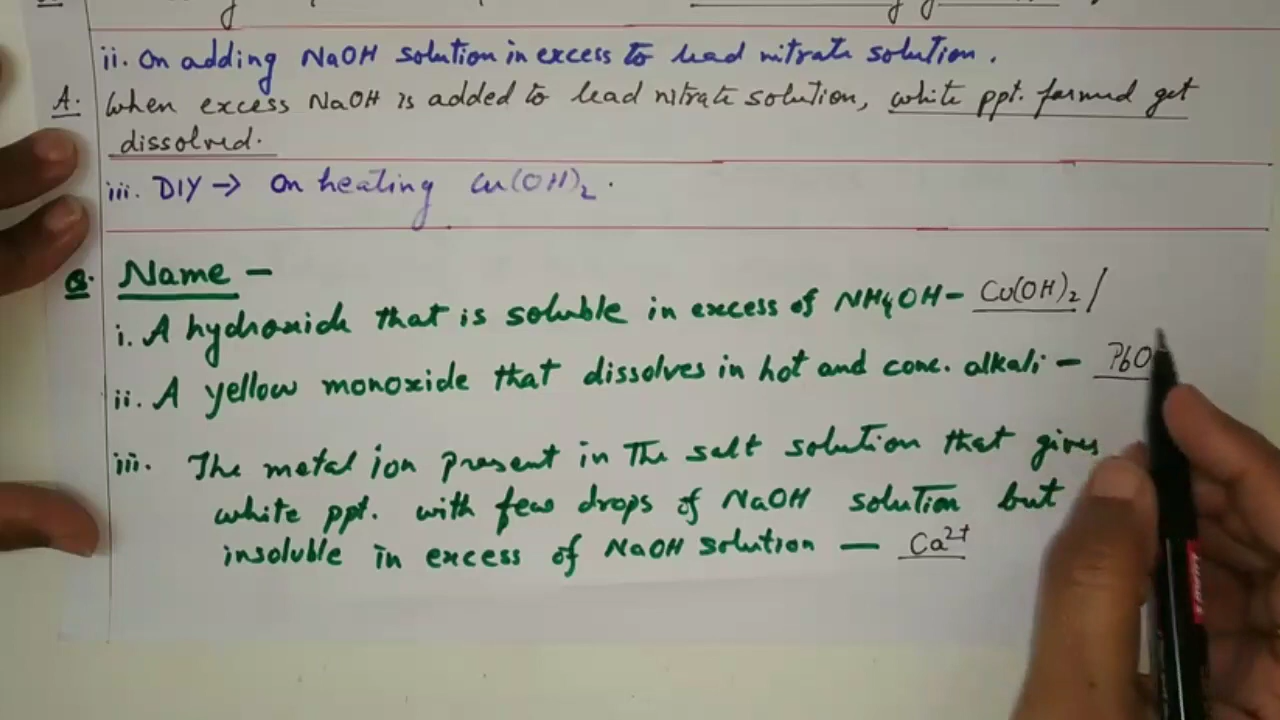 ii. On adding NaOH solution in excess to lead nitrate solution.
A. When excess NaOH is added to lead nitrate solution, white ppt. formed get
dissolved.
iii. DIY → On heating Cu(OH)2.
Q. Name –
i. A hydroxide that is soluble in excess of NH4OH – Cu(OH)2 /
ii. A yellow monoxide that dissolves in hot and conc. alkali – PbO
iii. The metal ion present in the salt solution that gives
white ppt. with few drops of NaOH solution but
insoluble in excess of NaOH solution – Ca2+